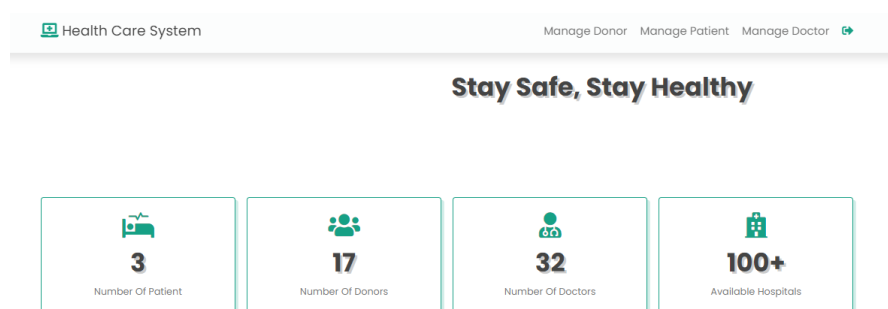 Health Care System
Manage Donor Manage Patient Manage Doctor
Stay Safe, Stay Healthy
3
Number Of Patient
17
Number Of Donors
32
Number Of Doctors
100+
Available Hospitals